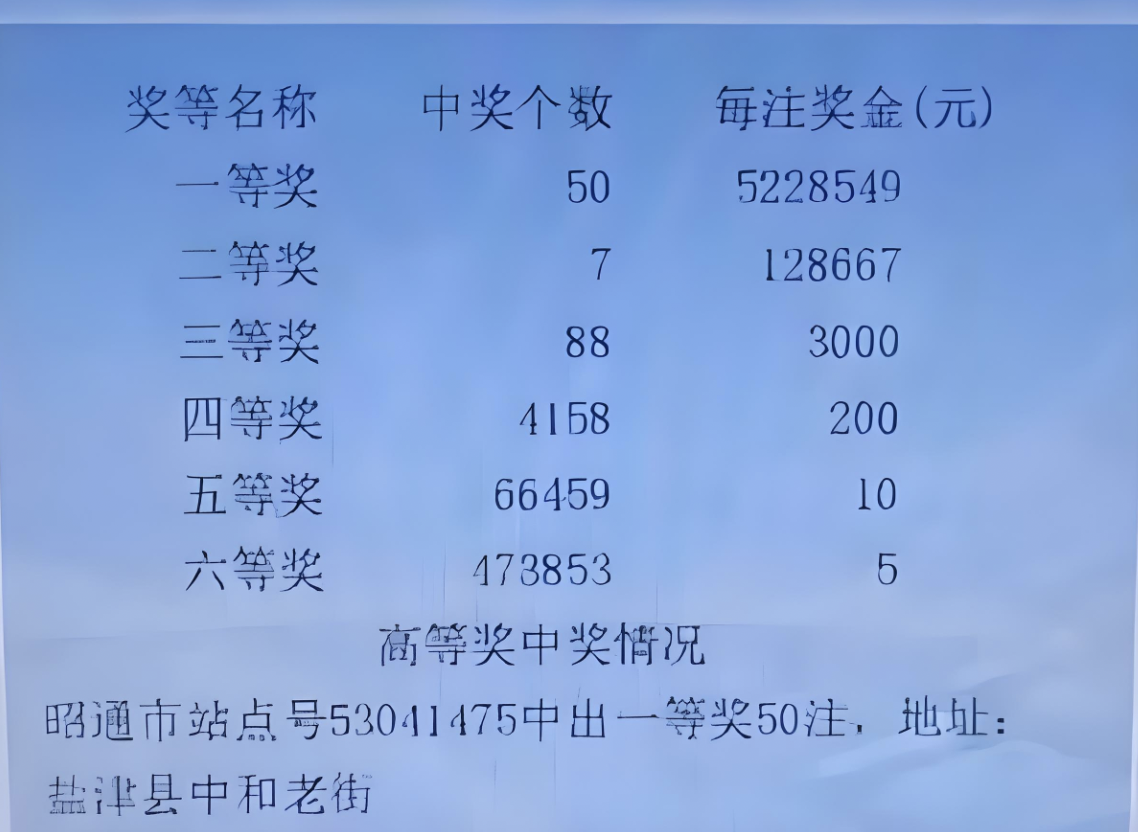 奖等名称 中奖个数 每注奖金(元)
一等奖 50 5228549
二等奖 7 128667
三等奖 88 3000
四等奖 4158 200
五等奖 66459 10
六等奖 473853 5
高等奖中奖情况
昭通市站点号53041475中出一等奖50注，地址：
盐津县中和老街